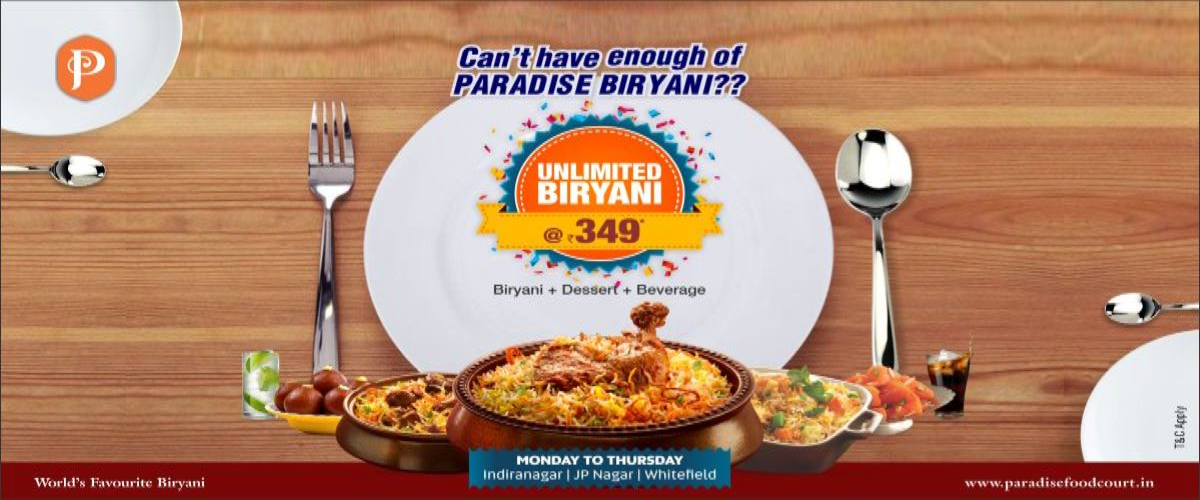 P
Can't have enough of
PARADISE BIRYANI??
UNLIMITED
BIRYANI
@ ₹349*
Biryani + Dessert + Beverage
MONDAY TO THURSDAY
Indiranagar | JP Nagar | Whitefield
World's Favourite Biryani
www.paradisefoodcourt.in
T&C Apply